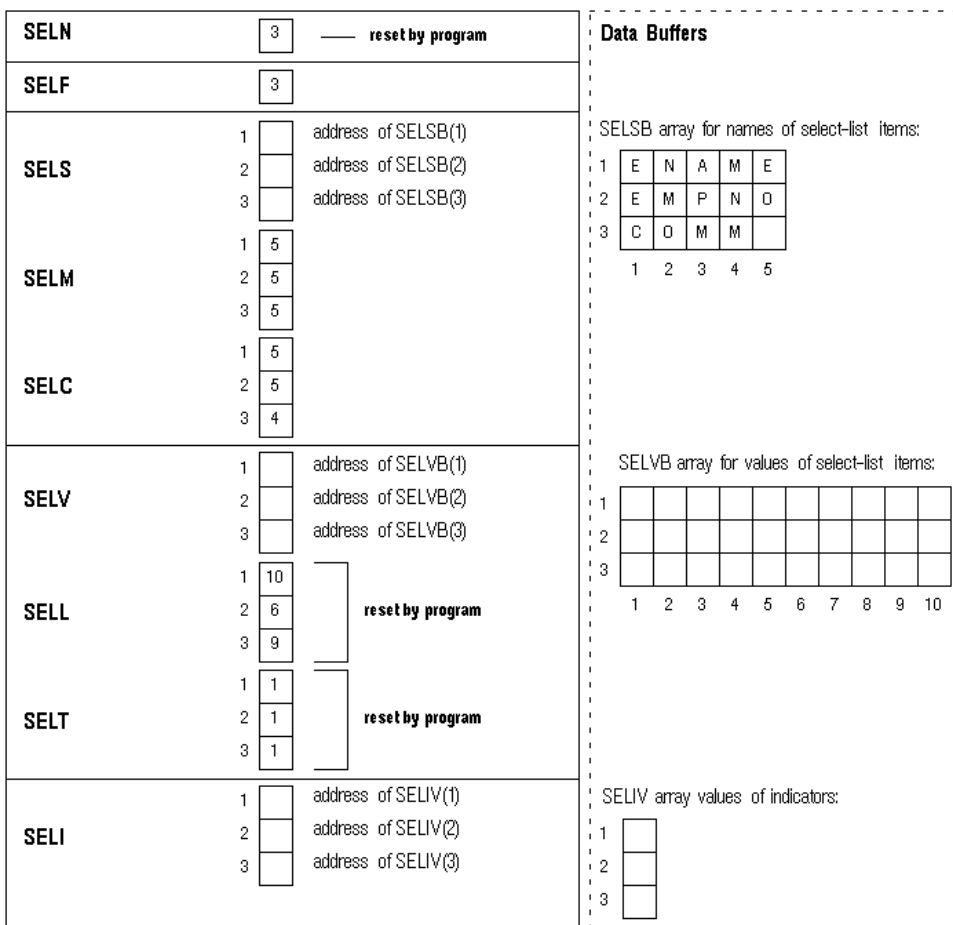 SELN 3 reset by program
SELF 3
SELS
1 address of SELSB(1)
2 address of SELSB(2)
3 address of SELSB(3)
SELM
1 5
2 5
3 5
SELC
1 5
2 5
3 4
SELV
1 address of SELVB(1)
2 address of SELVB(2)
3 address of SELVB(3)
SELL
1 10
2 6 reset by program
3 9
SELT
1 1
2 1 reset by program
3 1
SELI
1 address of SELIV(1)
2 address of SELIV(2)
3 address of SELIV(3)
Data Buffers
SELSB array for names of select-list items:
1 E N A M E
2 E M P N O
3 C O M M
1 2 3 4 5
SELVB array for values of select-list items:
1
2
3
1 2 3 4 5 6 7 8 9 10
SELIV array values of indicators:
1
2
3